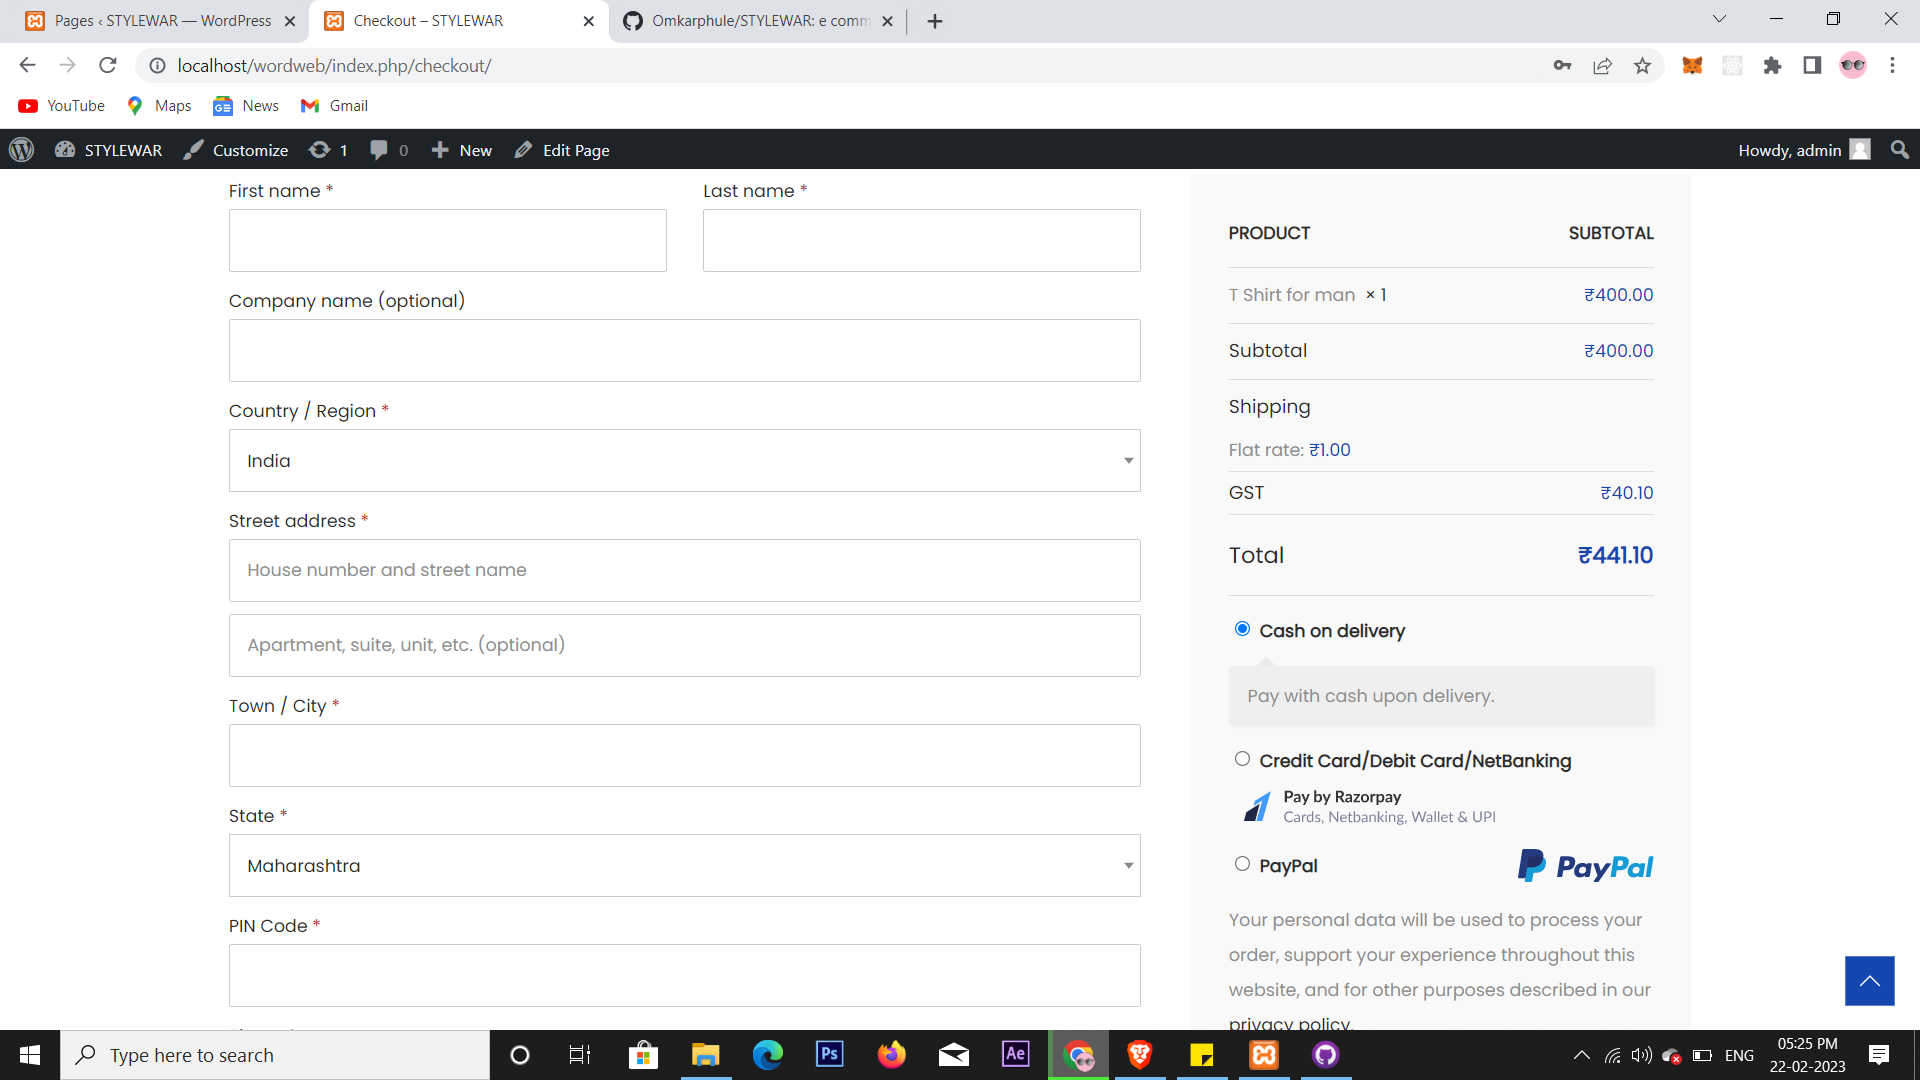 Pages ‹ STYLEWAR — WordPress
Checkout – STYLEWAR
Omkarphule/STYLEWAR: e comm
localhost/wordweb/index.php/checkout/
YouTube
Maps
News
Gmail
STYLEWAR
Customize
1
0
New
Edit Page
Howdy, admin
First name *
Last name *
Company name (optional)
Country / Region *
India
Street address *
House number and street name
Apartment, suite, unit, etc. (optional)
Town / City *
State *
Maharashtra
PIN Code *
PRODUCT SUBTOTAL
T Shirt for man × 1 ₹400.00
Subtotal ₹400.00
Shipping
Flat rate: ₹1.00
GST ₹40.10
Total ₹441.10
Cash on delivery
Pay with cash upon delivery.
Credit Card/Debit Card/NetBanking
Pay by Razorpay
Cards, Netbanking, Wallet & UPI
PayPal PayPal
Your personal data will be used to process your
order, support your experience throughout this
website, and for other purposes described in our
privacy policy.
Type here to search
Ps
Ae
ENG
05:25 PM
22-02-2023